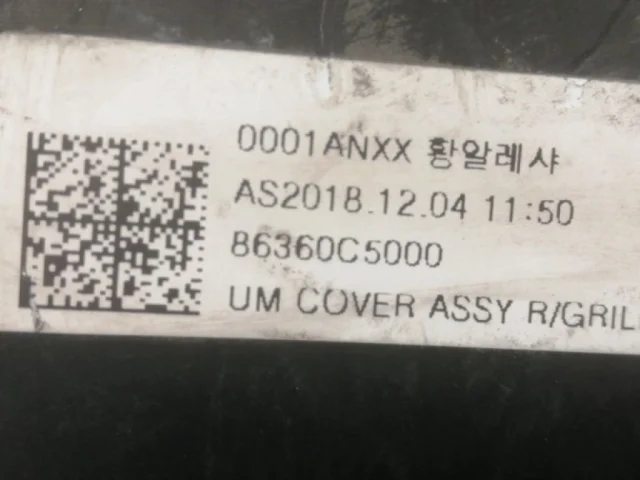 0001ANXX 황알레샤
AS2018.12.04 11:50
86360C5000
UM COVER ASSY R/GRIL